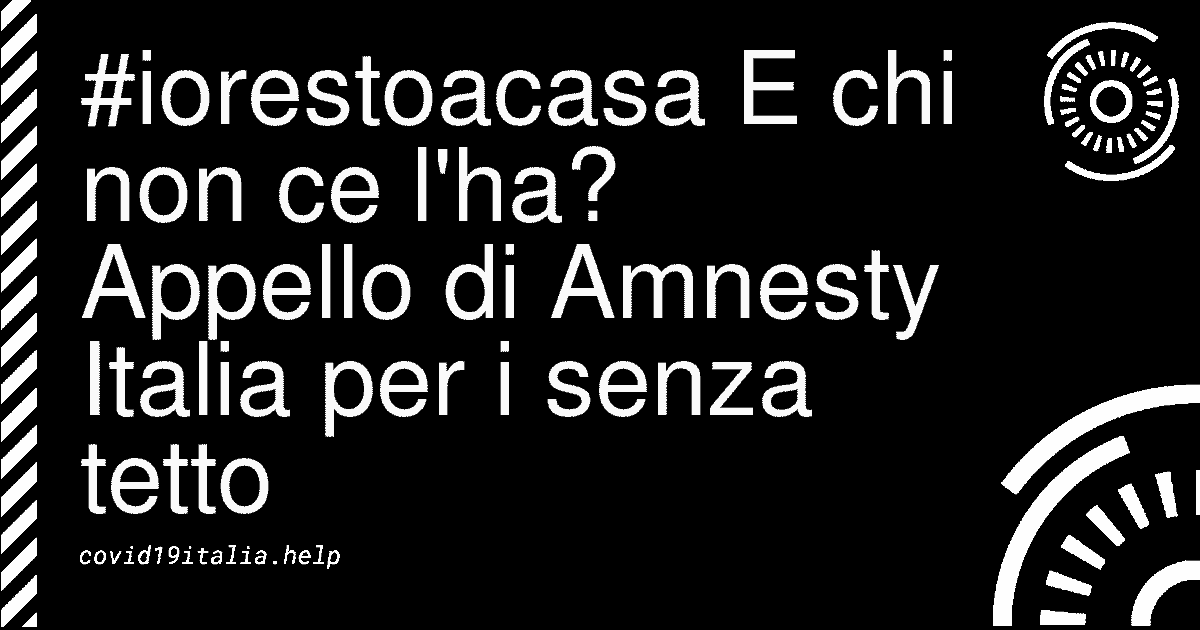 #iorestoacasa E chi
non ce l'ha?
Appello di Amnesty
Italia per i senza
tetto
covid19italia.help